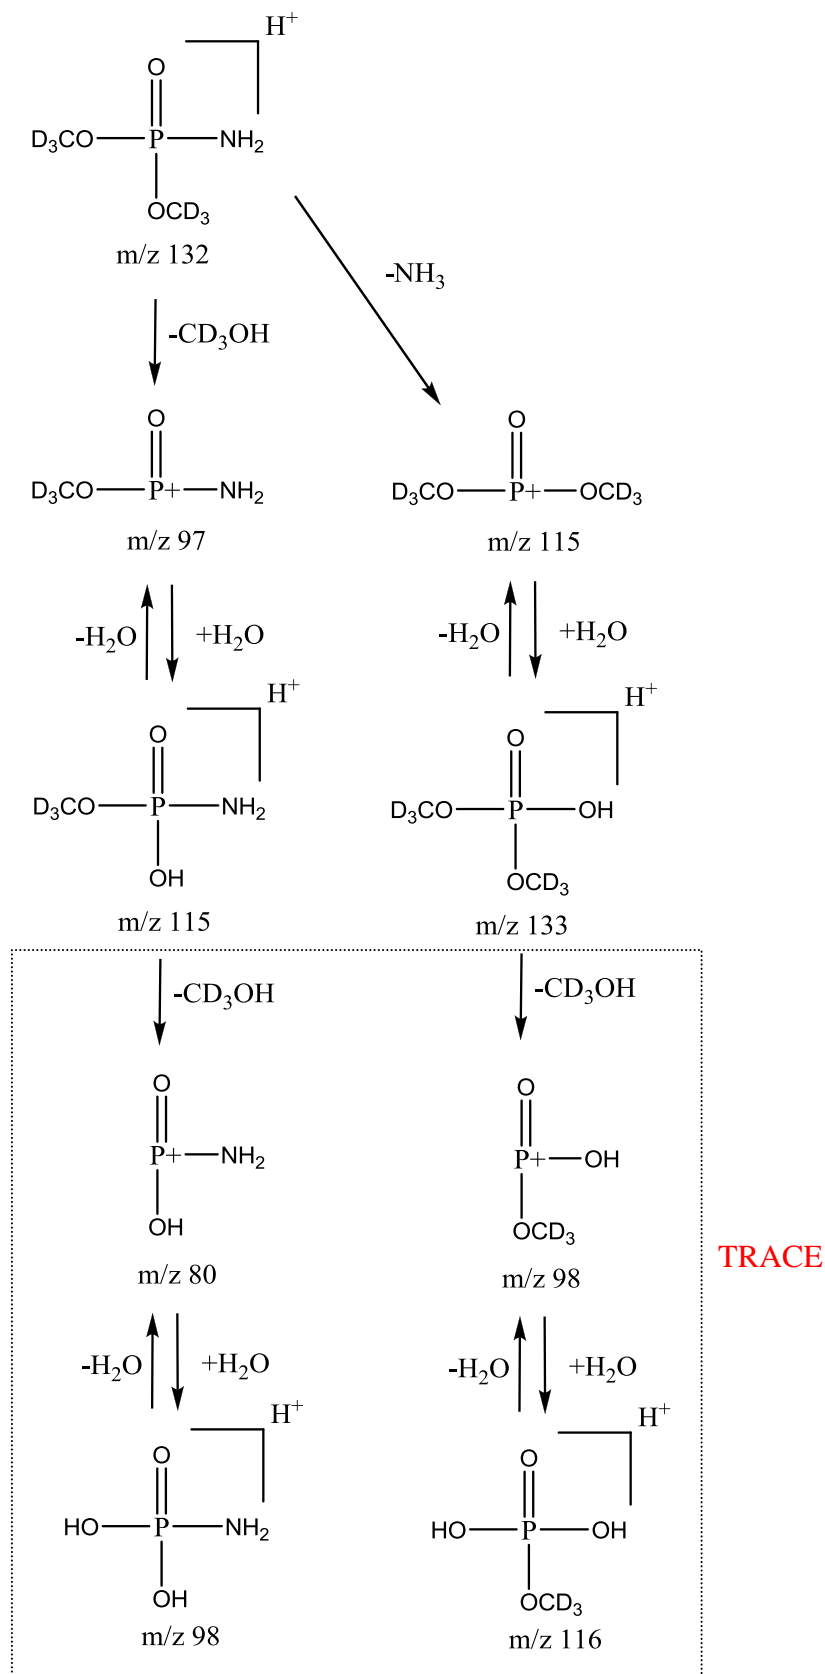 H⁺
O
D₃CO P NH₂
OCD₃
m/z 132
-NH₃
-CD₃OH
O
D₃CO P+ NH₂
m/z 97
O
D₃CO P+ OCD₃
m/z 115
-H₂O +H₂O
-H₂O +H₂O
H⁺
O
D₃CO P NH₂
OH
m/z 115
H⁺
O
D₃CO P OH
OCD₃
m/z 133
-CD₃OH
-CD₃OH
O
P+ NH₂
OH
m/z 80
O
P+ OH
OCD₃
m/z 98
TRACE
-H₂O +H₂O
-H₂O +H₂O
H⁺
O
HO P NH₂
OH
m/z 98
H⁺
O
HO P OH
OCD₃
m/z 116